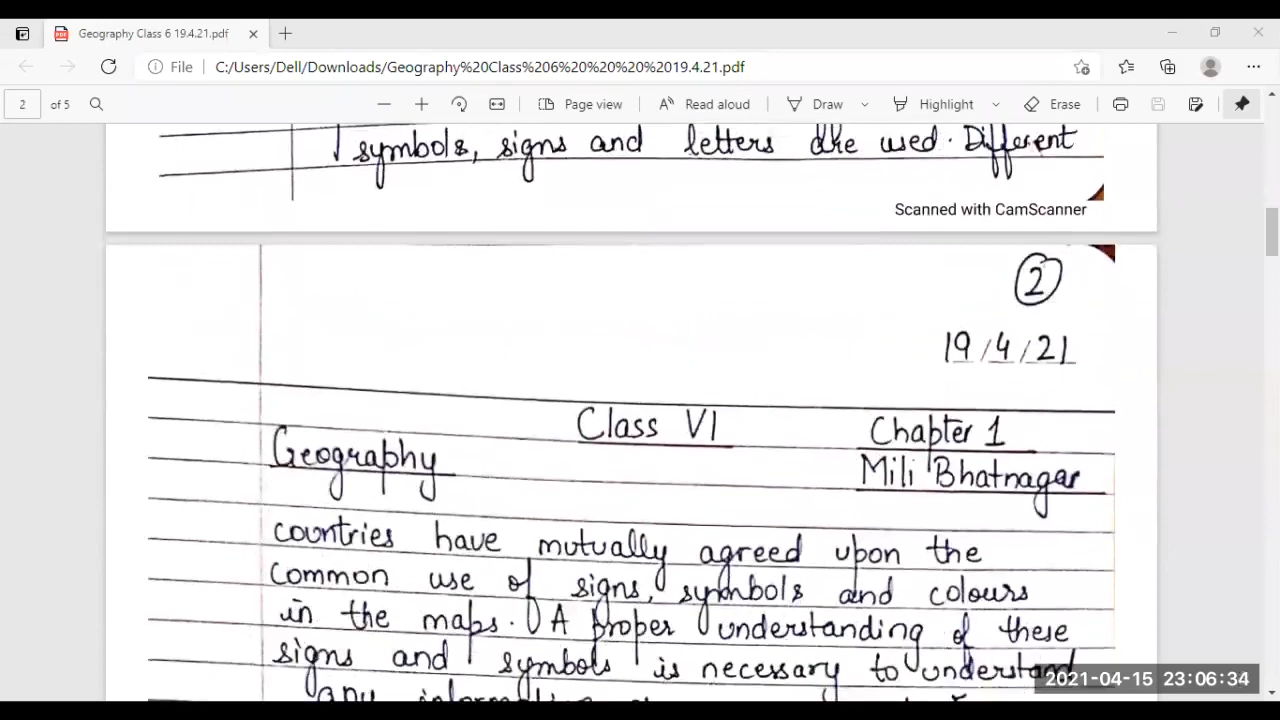 Geography Class 6 19.4.21.pdf
File C:/Users/Dell/Downloads/Geography%20Class%206%20%20%20%2019.4.21.pdf
2 of 5 Page view Read aloud Draw Highlight Erase
symbols, signs and letters are used. Different
Scanned with CamScanner
2
19/4/21
Class VI Chapter 1
Geography Mili Bhatnagar
countries have mutually agreed upon the
common use of signs, symbols and colours
in the maps. A proper understanding of these
signs and symbols is necessary to understand
any
2021-04-15 23:06:34